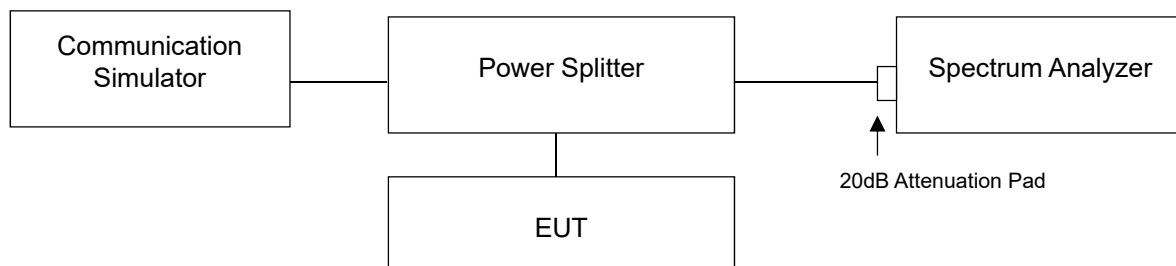 Communication
Simulator
Power Splitter
Spectrum Analyzer
20dB Attenuation Pad
EUT